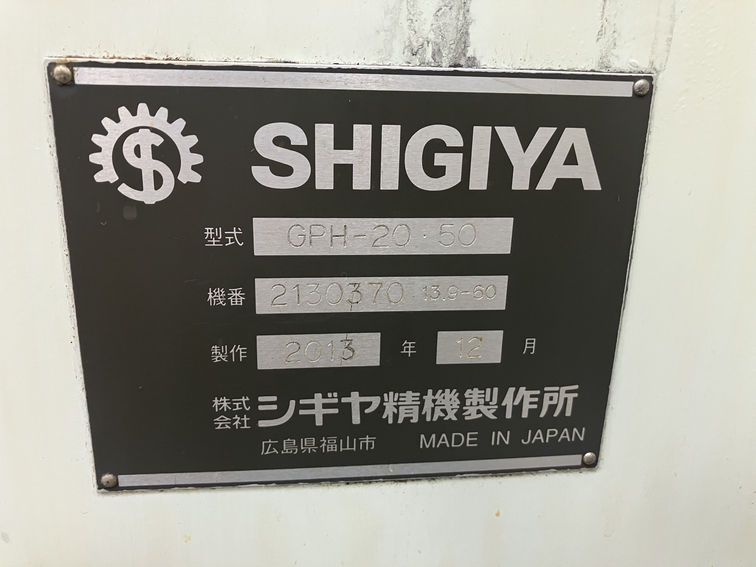 SHIGIYA
型式 GPH-20·50
機番 2130370 13.9-60
製作 2013 年 12 月
株式会社 シギヤ精機製作所
広島県福山市 MADE IN JAPAN